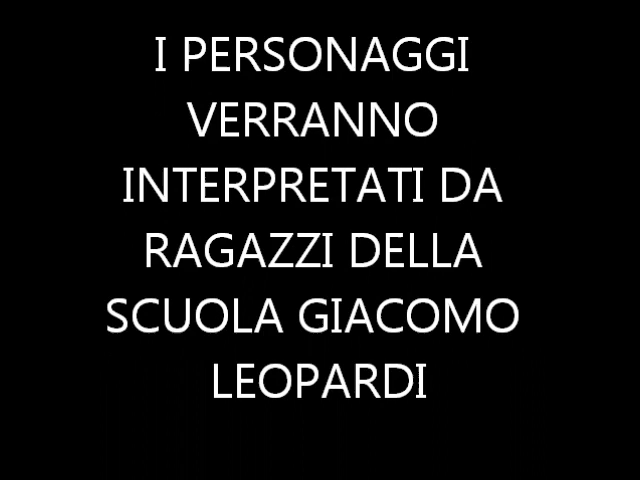 I PERSONAGGI
VERRANNO
INTERPRETATI DA
RAGAZZI DELLA
SCUOLA GIACOMO
LEOPARDI